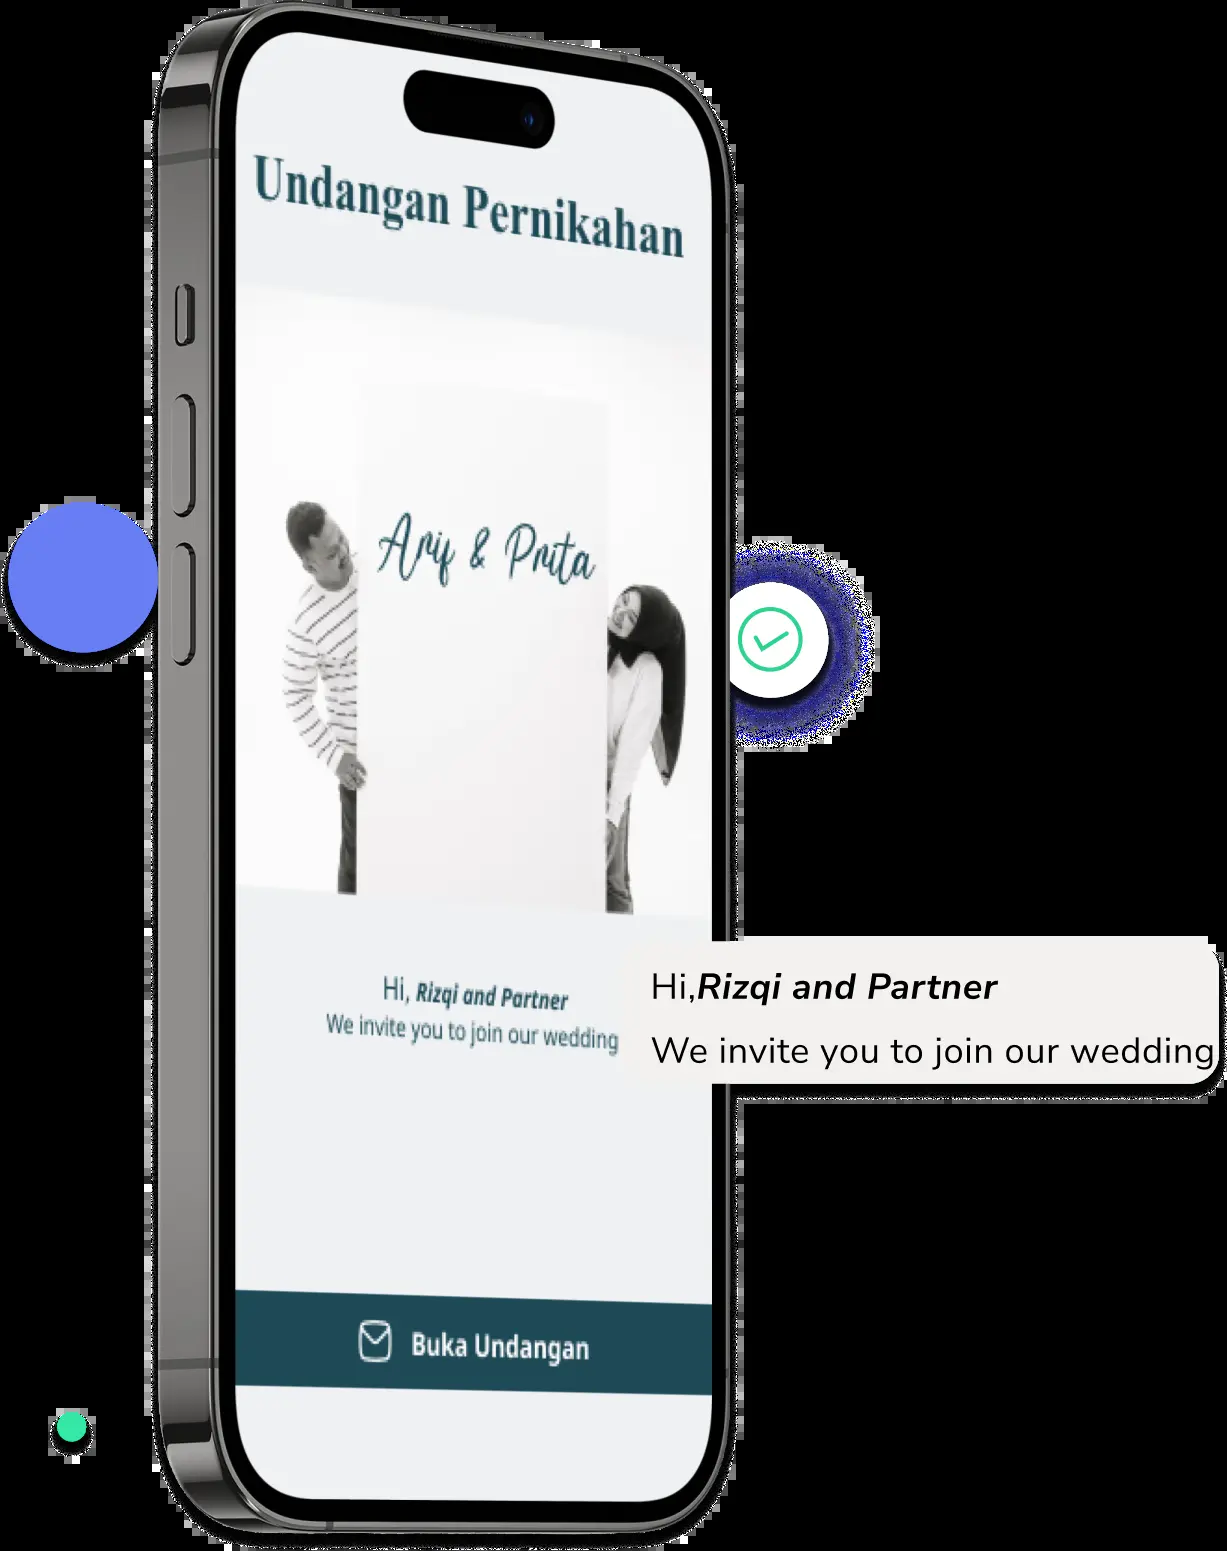 Undangan Pernikahan
Arif & Prita
Hi, Rizqi and Partner
We invite you to join our wedding
Hi,Rizqi and Partner
We invite you to join our wedding
Buka Undangan